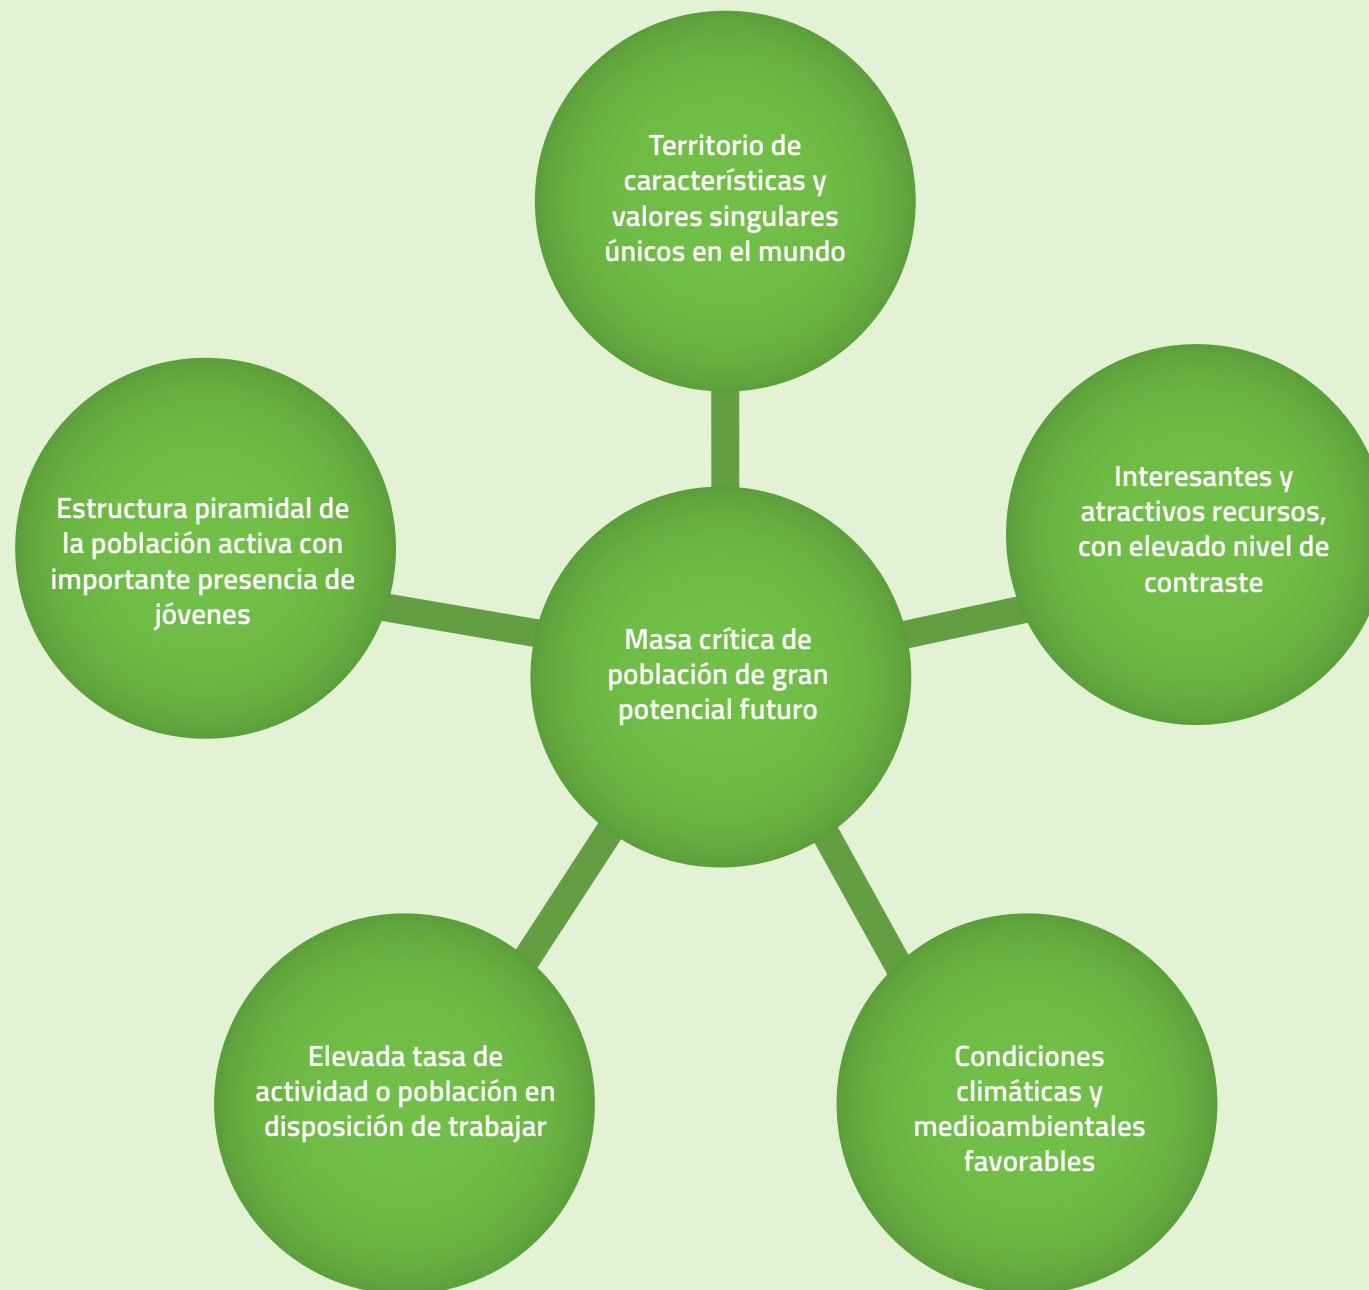 Territorio de
características y
valores singulares
únicos en el mundo
Interesantes y
atractivos recursos,
con elevado nivel de
contraste
Estructura piramidal de
la población activa con
importante presencia de
jóvenes
Masa crítica de
población de gran
potencial futuro
Elevada tasa de
actividad o población en
disposición de trabajar
Condiciones
climáticas y
medioambientales
favorables